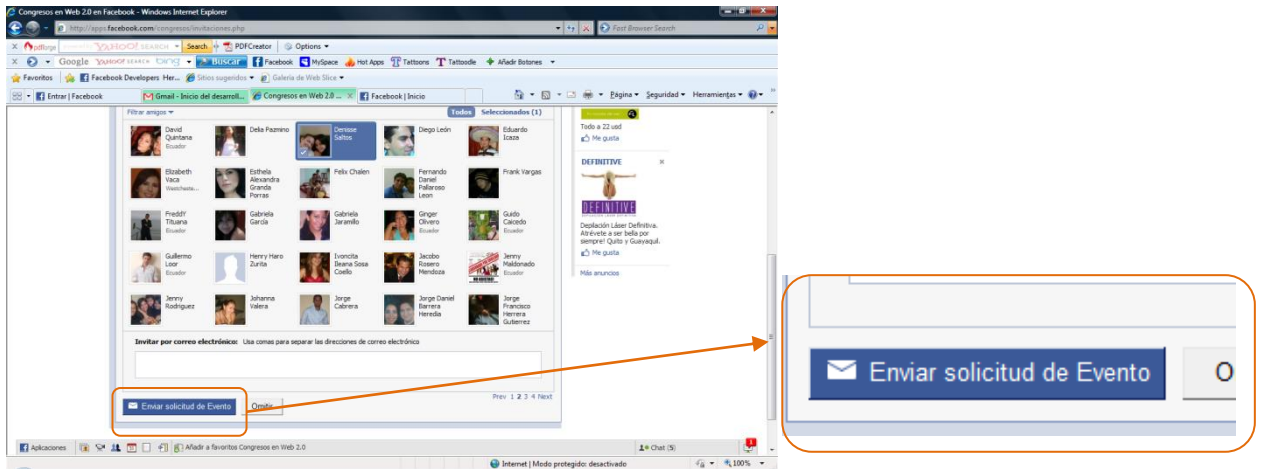 Congresos en Web 2.0 en Facebook - Windows Internet Explorer
http://apps.facebook.com/congresos/invitaciones.php
Fast Browser Search
pdfforge YAHOO! SEARCH Search PDFCreator Options
Google YAHOO! SEARCH bing BUSCAR Facebook MySpace Hot Apps Tattoons Tattoodle Añadir Botones
Favoritos Facebook Developers Her... Sitios sugeridos Galería de Web Slice
Entrar | Facebook Gmail - Inicio del desarroll... Congresos en Web 2.0 ... Facebook | Inicio Página Seguridad Herramientas
Filtrar amigos Todos Seleccionados (1)
David Quintana
Ecuador
Delia Pazmino
Denisse Saltos
Diego León
Eduardo Icaza
Elizabeth Vaca
Westcheste...
Esthela Alexandra Granda Porras
Felix Chalen
Fernando Daniel Pallaroso Leon
Frank Vargas
FreddY Tituana
Ecuador
Gabriela García
Gabriela Jaramillo
Ginger Olivero
Ecuador
Guido Caicedo
Ecuador
Guillermo Loor
Ecuador
Henry Haro Zurita
Ivoncita Ileana Sosa Coello
Jacobo Rosero Mendoza
Jenny Maldonado
Ecuador
Jenny Rodriguez
Johanna Valera
Jorge Cabrera
Jorge Daniel Barrera Heredia
Jorge Francisco Herrera Gutierrez
Invitar por correo electrónico: Usa comas para separar las direcciones de correo electrónico
Enviar solicitud de Evento Omitir
Prev 1 2 3 4 Next
Todo a 22 usd
Me gusta
DEFINITIVE
DEFINITIVE
Depilación Láser Definitiva.
Atrévete a ser bella por
siempre! Quito y Guayaquil.
Me gusta
Más anuncios
Aplicaciones Añadir a favoritos Congresos en Web 2.0 Chat (5) 1
Internet | Modo protegido: desactivado 100%
Enviar solicitud de Evento O